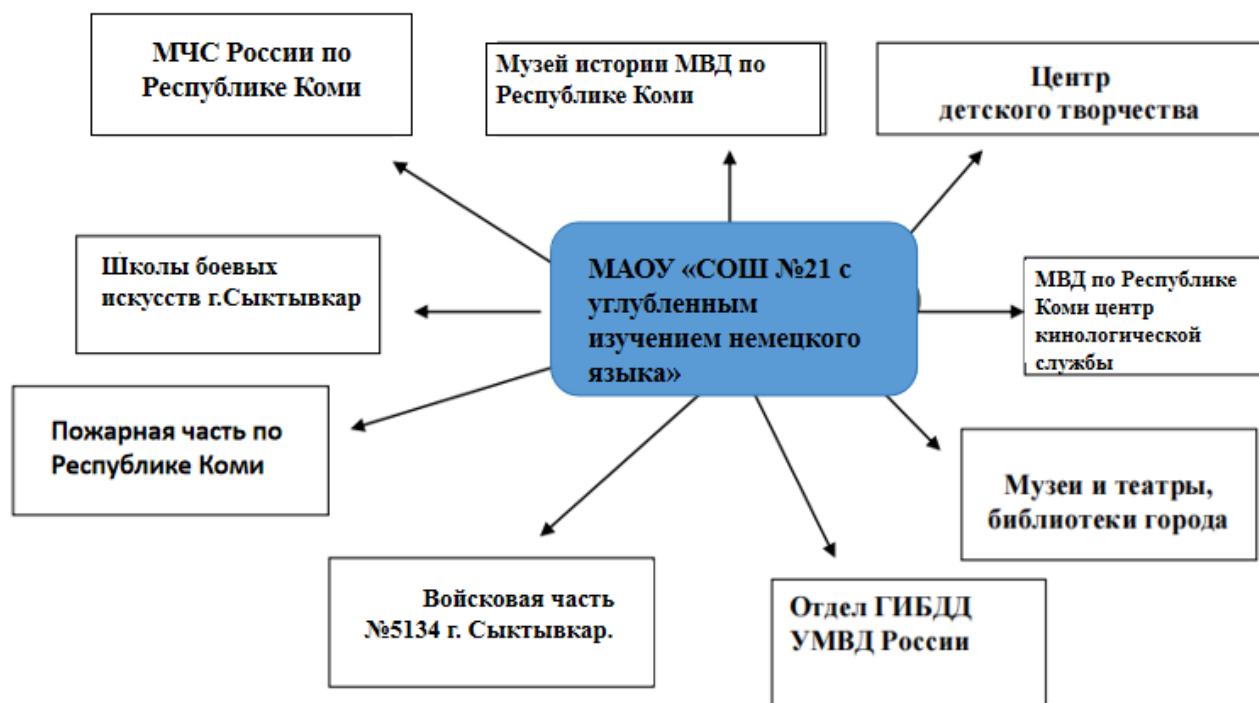 МЧС России по
Республике Коми
Музей истории МВД по
Республике Коми
Центр
детского творчества
Школы боевых
искусств г.Сыктывкар
МАОУ «СОШ №21 с
углубленным
изучением немецкого
языка»
МВД по Республике
Коми центр
кинологической
службы
Пожарная часть по
Республике Коми
Музеи и театры,
библиотеки города
Войсковая часть
№5134 г. Сыктывкар.
Отдел ГИБДД
УМВД России